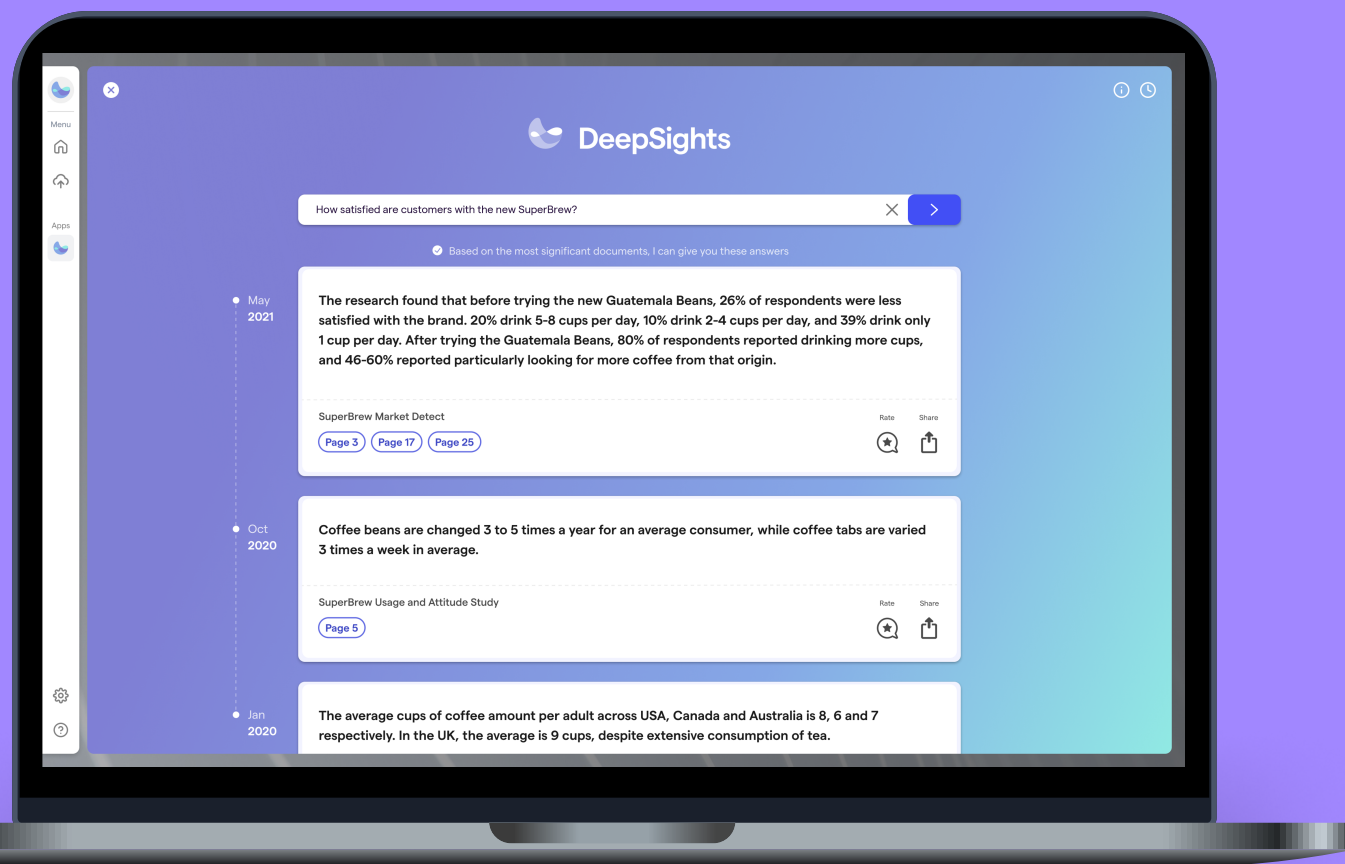 Menu
Apps
DeepSights
How satisfied are customers with the new SuperBrew?
Based on the most significant documents, I can give you these answers
May
2021
The research found that before trying the new Guatemala Beans, 26% of respondents were less
satisfied with the brand. 20% drink 5-8 cups per day, 10% drink 2-4 cups per day, and 39% drink only
1 cup per day. After trying the Guatemala Beans, 80% of respondents reported drinking more cups,
and 46-60% reported particularly looking for more coffee from that origin.
SuperBrew Market Detect
Rate Share
Page 3 Page 17 Page 25
Oct
2020
Coffee beans are changed 3 to 5 times a year for an average consumer, while coffee tabs are varied
3 times a week in average.
SuperBrew Usage and Attitude Study
Rate Share
Page 5
Jan
2020
The average cups of coffee amount per adult across USA, Canada and Australia is 8, 6 and 7
respectively. In the UK, the average is 9 cups, despite extensive consumption of tea.